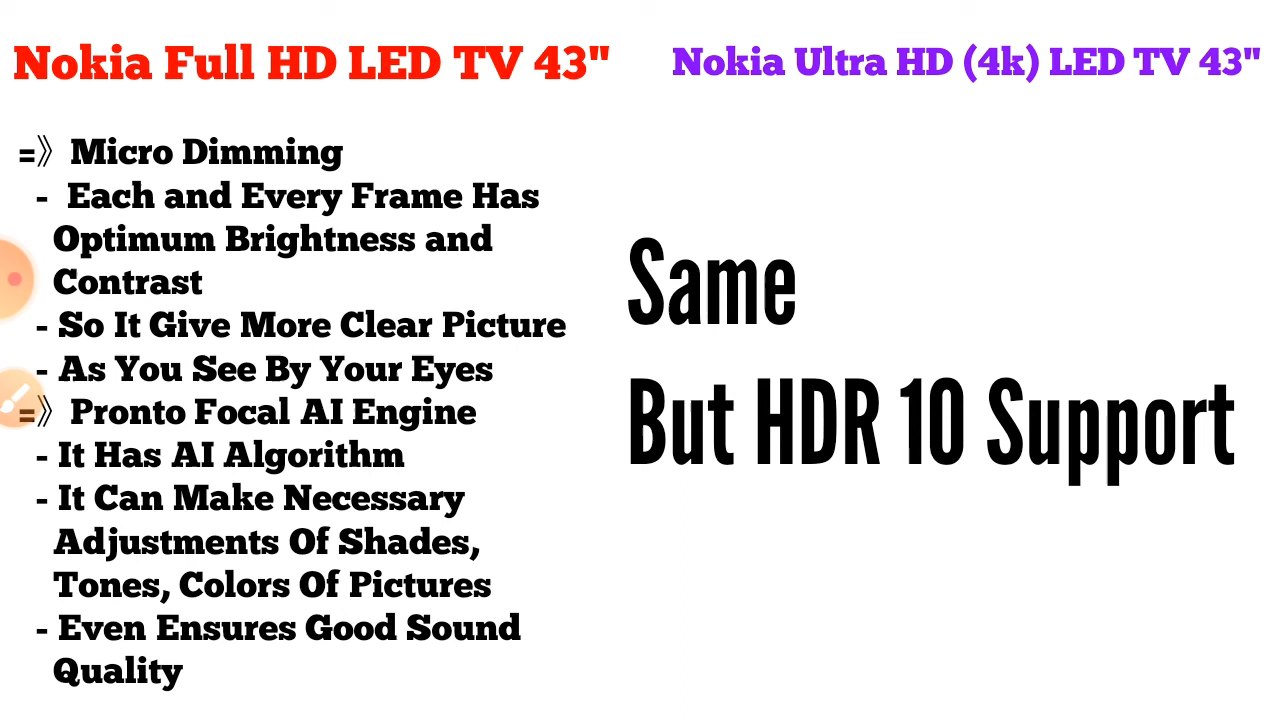 Nokia Full HD LED TV 43"
=》Micro Dimming
- Each and Every Frame Has
Optimum Brightness and
Contrast
- So It Give More Clear Picture
- As You See By Your Eyes
=》Pronto Focal AI Engine
- It Has AI Algorithm
- It Can Make Necessary
Adjustments Of Shades,
Tones, Colors Of Pictures
- Even Ensures Good Sound
Quality
Nokia Ultra HD (4k) LED TV 43"
Same
But HDR 10 Support